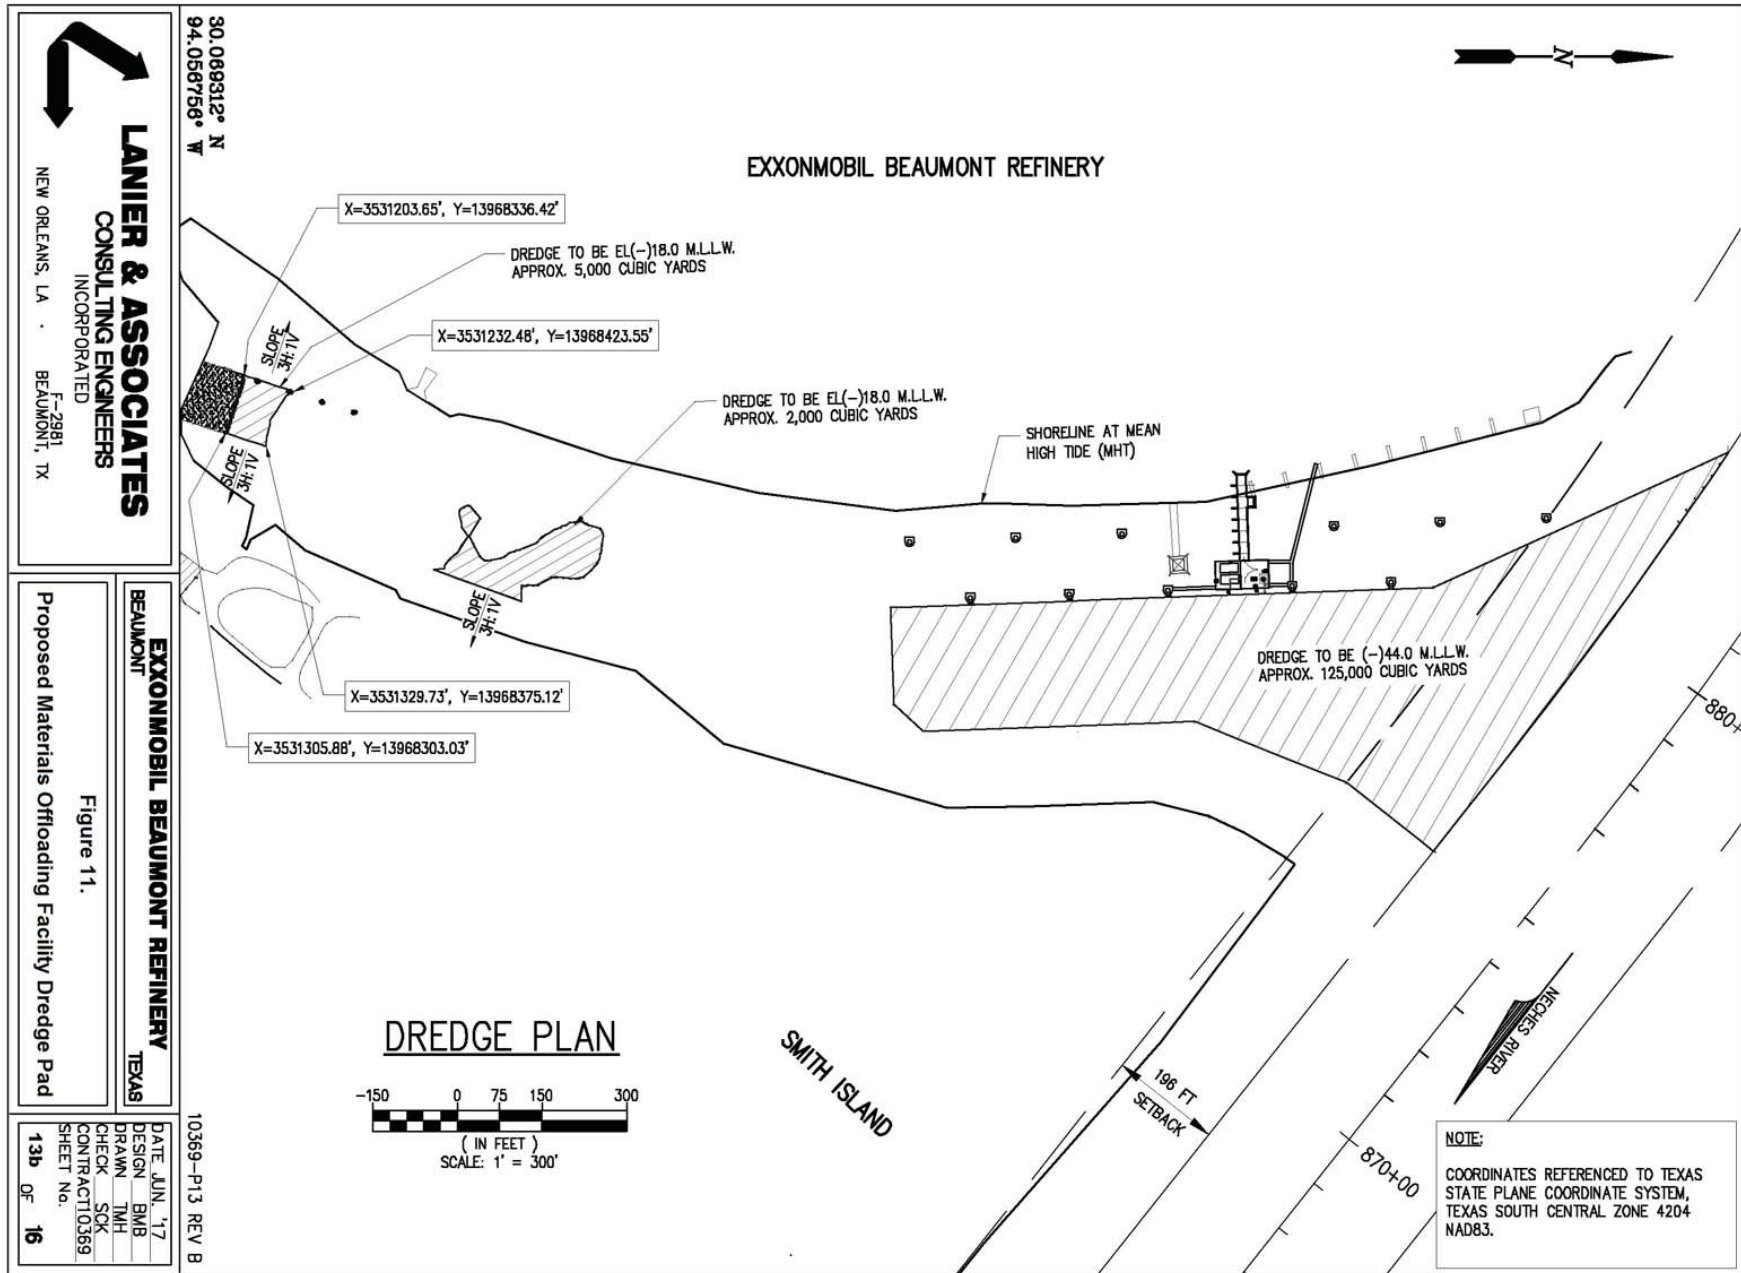 N
EXXONMOBIL BEAUMONT REFINERY
30.069312° N
94.056756° W
X=3531203.65', Y=13968336.42'
DREDGE TO BE EL(-)18.0 M.L.L.W.
APPROX. 5,000 CUBIC YARDS
X=3531232.48', Y=13968423.55'
SLOPE
3H:1V
DREDGE TO BE EL(-)18.0 M.L.L.W.
APPROX. 2,000 CUBIC YARDS
SHORELINE AT MEAN
HIGH TIDE (MHT)
SLOPE
3H:1V
SLOPE
3H:1V
DREDGE TO BE (-)44.0 M.L.L.W.
APPROX. 125,000 CUBIC YARDS
X=3531329.73', Y=13968375.12'
X=3531305.88', Y=13968303.03'
880+
NECHES RIVER
SMITH ISLAND
196 FT
SETBACK
870+00
DREDGE PLAN
-150 0 75 150 300
( IN FEET )
SCALE: 1' = 300'
NOTE:
COORDINATES REFERENCED TO TEXAS
STATE PLANE COORDINATE SYSTEM,
TEXAS SOUTH CENTRAL ZONE 4204
NAD83.
10369-P13 REV B
LANIER & ASSOCIATES
CONSULTING ENGINEERS
INCORPORATED
F-2981
NEW ORLEANS, LA · BEAUMONT, TX
EXXONMOBIL BEAUMONT REFINERY
BEAUMONT TEXAS
Figure 11.
Proposed Materials Offloading Facility Dredge Pad
DATE JUN. '17
DESIGN BMB
DRAWN TMH
CHECK SCK
CONTRACT10369
SHEET No.
13b OF 16